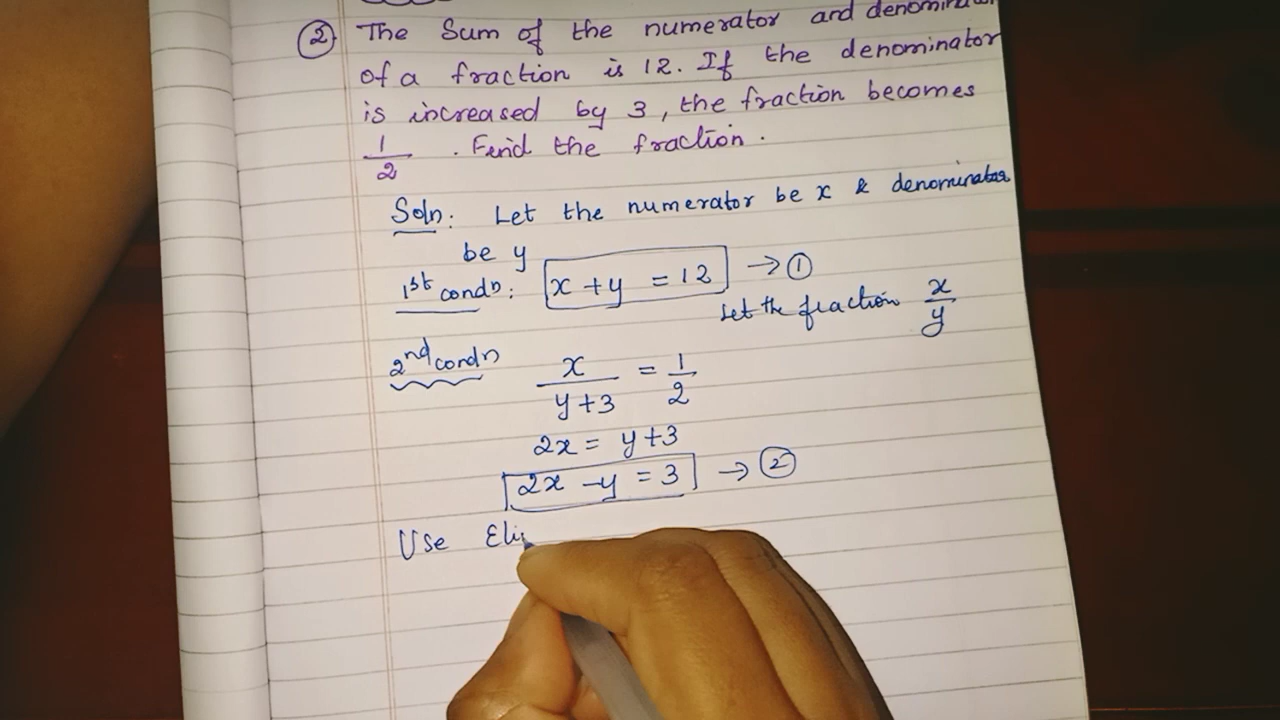 ② The Sum of the numerator and
of a fraction is 12. If the denominator
is increased by 3, the fraction becomes
1/2 . Find the fraction.
Soln: Let the numerator be x & denominator
be y
1st condn: x + y = 12 → ①
Let the fraction x/y
2nd condn x/(y+3) = 1/2
2x = y+3
2x - y = 3 → ②
Use Eli